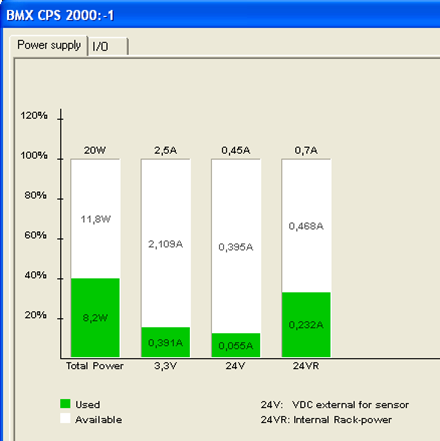 BMX CPS 2000:-1
Power supply I/O
120%
100%
80%
60%
40%
20%
20W 2,5A 0,45A 0,7A
11,8W 2,109A 0,395A 0,468A
8,2W 0,391A 0,055A 0,232A
Total Power 3,3V 24V 24VR
Used 24V: VDC external for sensor
Available 24VR: Internal Rack-power